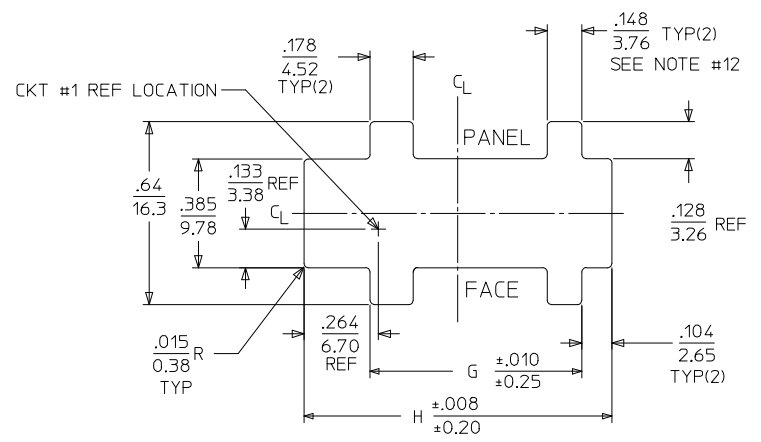 .148
3.76 TYP(2)
SEE NOTE #12
.178
4.52
TYP(2)
CKT #1 REF LOCATION
CL
PANEL
.133
3.38 REF
.64
16.3
.385
9.78
CL
.128
3.26 REF
FACE
.264
6.70
REF
.015
0.38 R
TYP
G ±.010
±0.25
.104
2.65
TYP(2)
H ±.008
±0.20